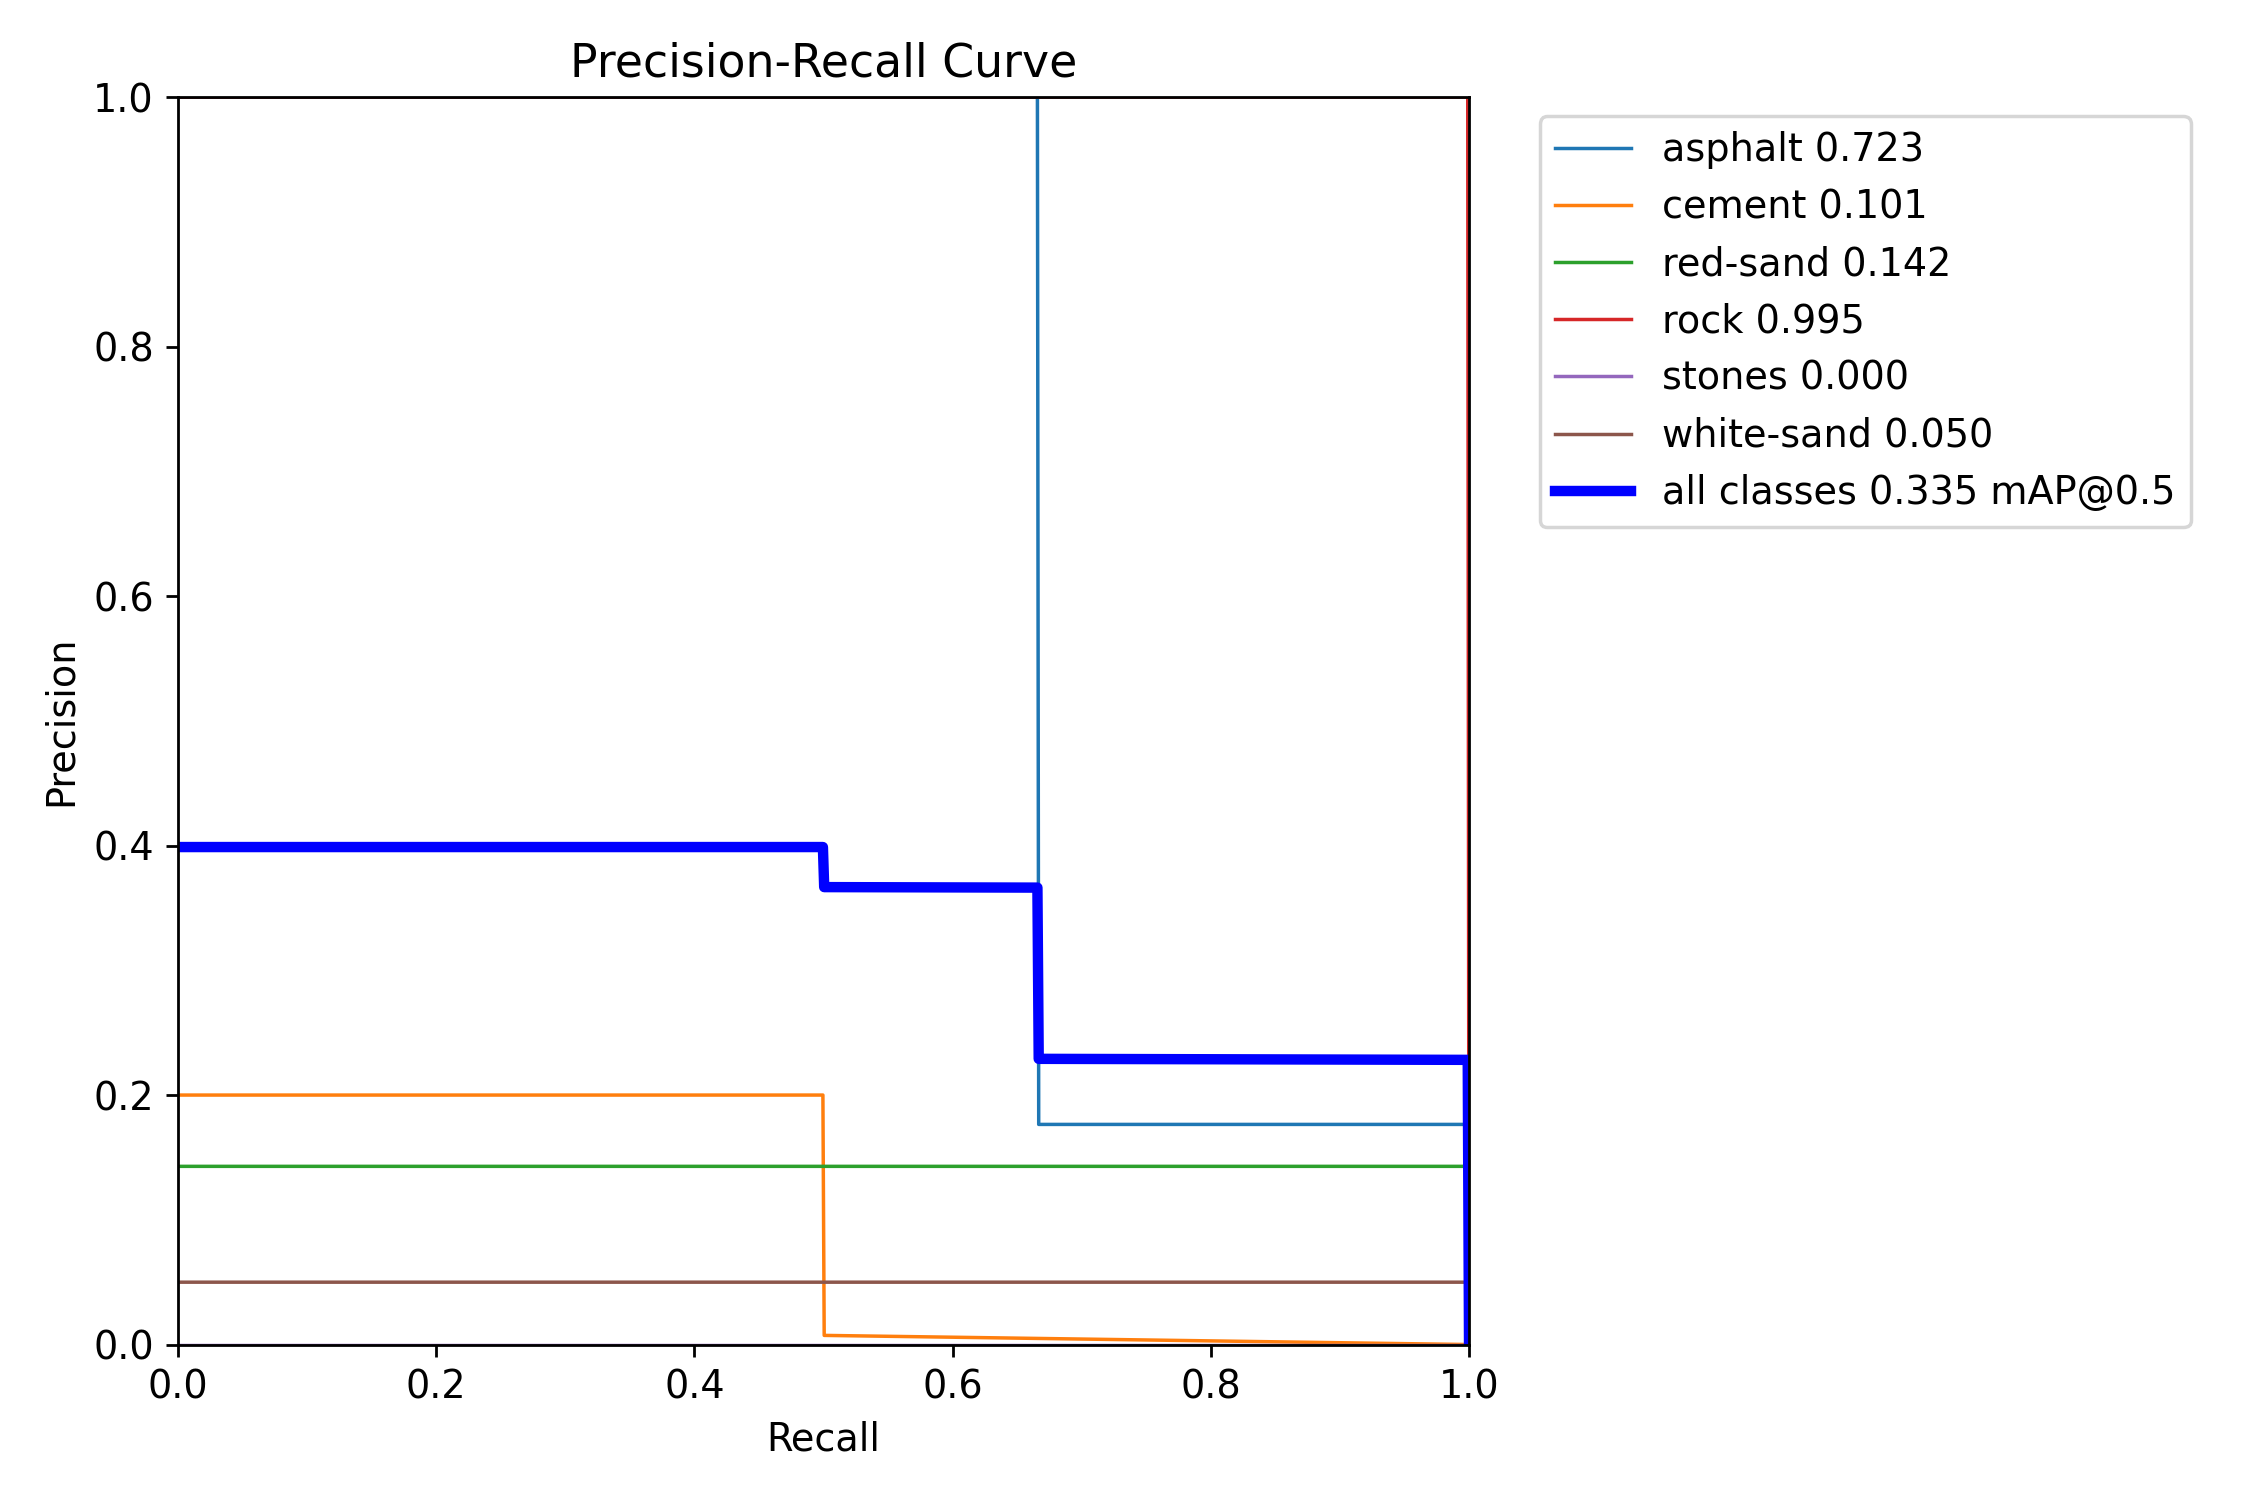 Precision-Recall Curve
1.0
0.8
0.6
0.4
0.2
0.0
Precision
0.0 0.2 0.4 0.6 0.8 1.0
Recall
asphalt 0.723
cement 0.101
red-sand 0.142
rock 0.995
stones 0.000
white-sand 0.050
all classes 0.335 mAP@0.5